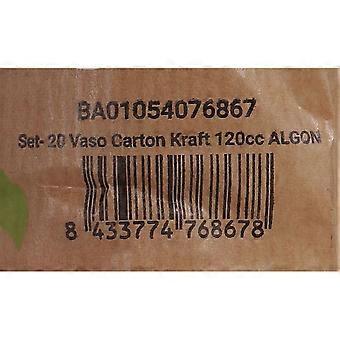 BA01054076867
Set- 20 Vaso Carton Kraft 120cc ALGON
8 433774 768678